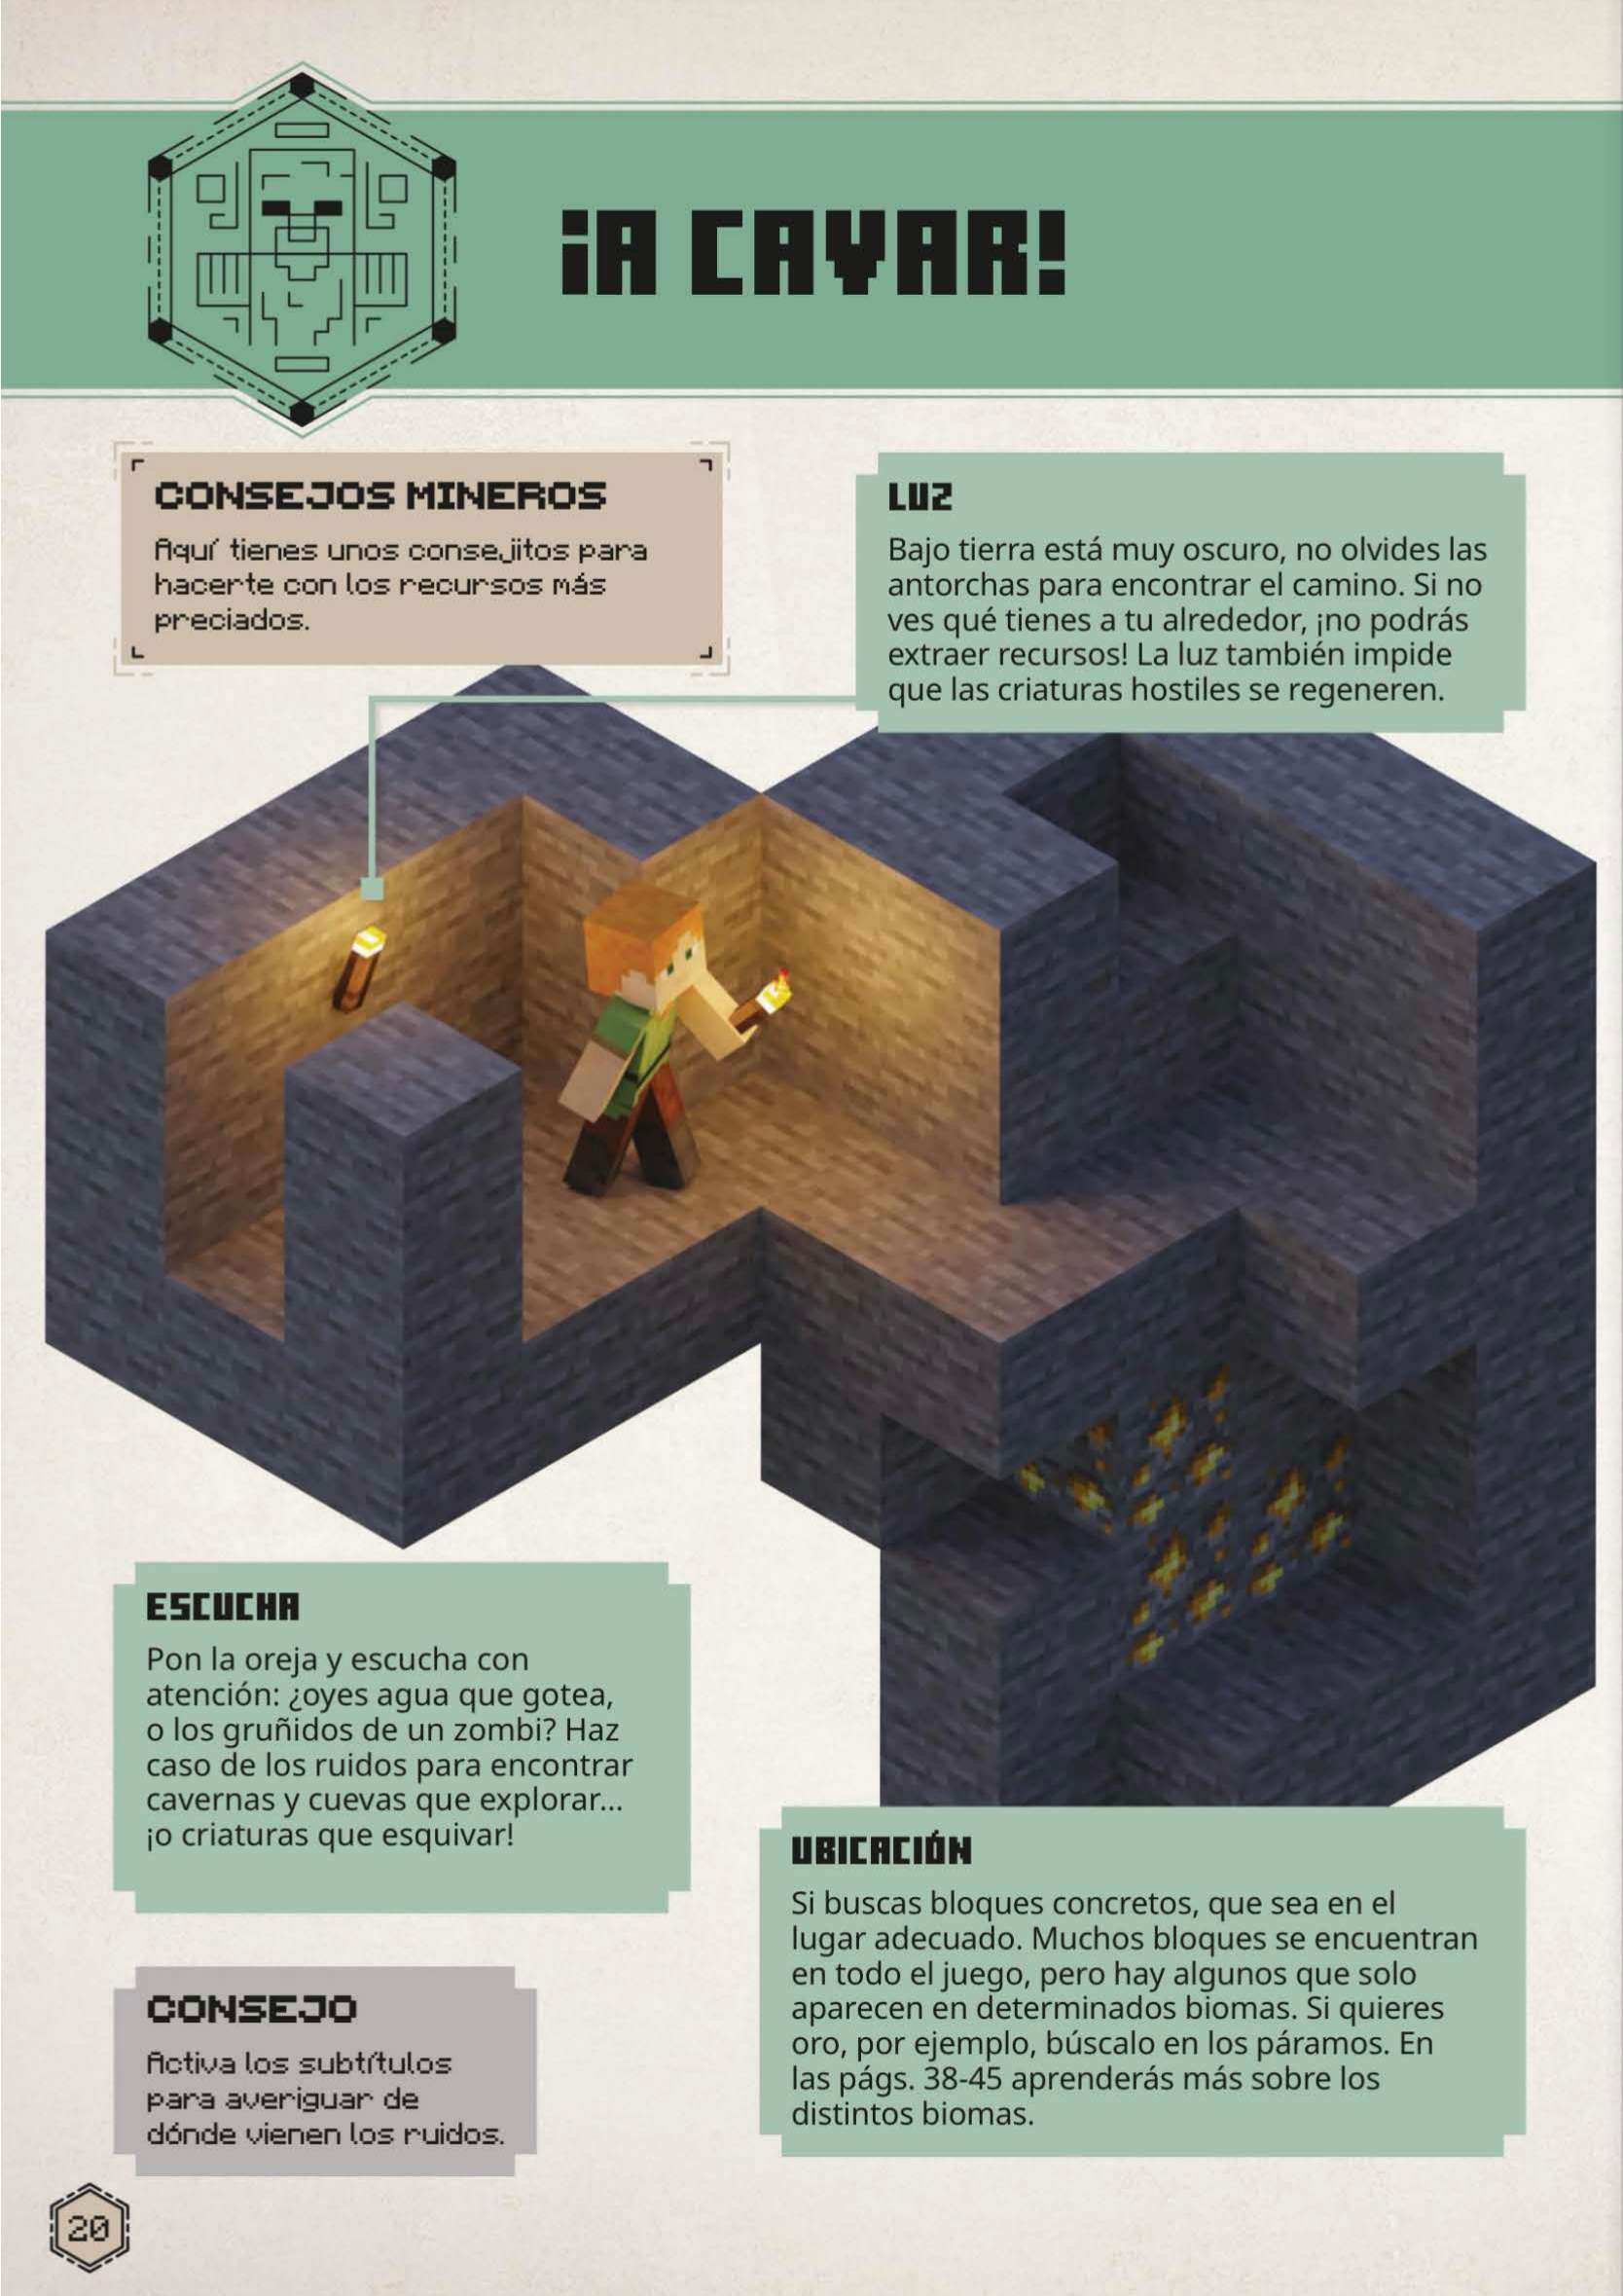 ¡A CAVAR!
CONSEJOS MINEROS
Aquí tienes unos consejitos para
hacerte con los recursos más
preciados.
LUZ
Bajo tierra está muy oscuro, no olvides las
antorchas para encontrar el camino. Si no
ves qué tienes a tu alrededor, ¡no podrás
extraer recursos! La luz también impide
que las criaturas hostiles se regeneren.
ESCUCHA
Pon la oreja y escucha con
atención: ¿oyes agua que gotea,
o los gruñidos de un zombi? Haz
caso de los ruidos para encontrar
cavernas y cuevas que explorar...
¡o criaturas que esquivar!
UBICACIÓN
Si buscas bloques concretos, que sea en el
lugar adecuado. Muchos bloques se encuentran
en todo el juego, pero hay algunos que solo
aparecen en determinados biomas. Si quieres
oro, por ejemplo, búscalo en los páramos. En
las págs. 38-45 aprenderás más sobre los
distintos biomas.
CONSEJO
Activa los subtítulos
para averiguar de
dónde vienen los ruidos.
20